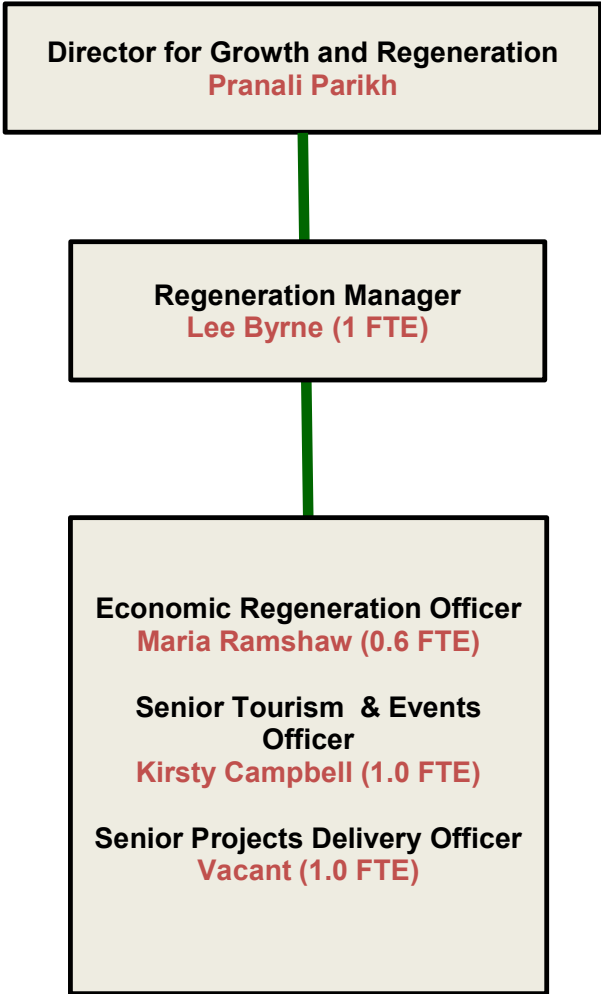 Director for Growth and Regeneration
Pranali Parikh
Regeneration Manager
Lee Byrne (1 FTE)
Economic Regeneration Officer
Maria Ramshaw (0.6 FTE)
Senior Tourism & Events
Officer
Kirsty Campbell (1.0 FTE)
Senior Projects Delivery Officer
Vacant (1.0 FTE)